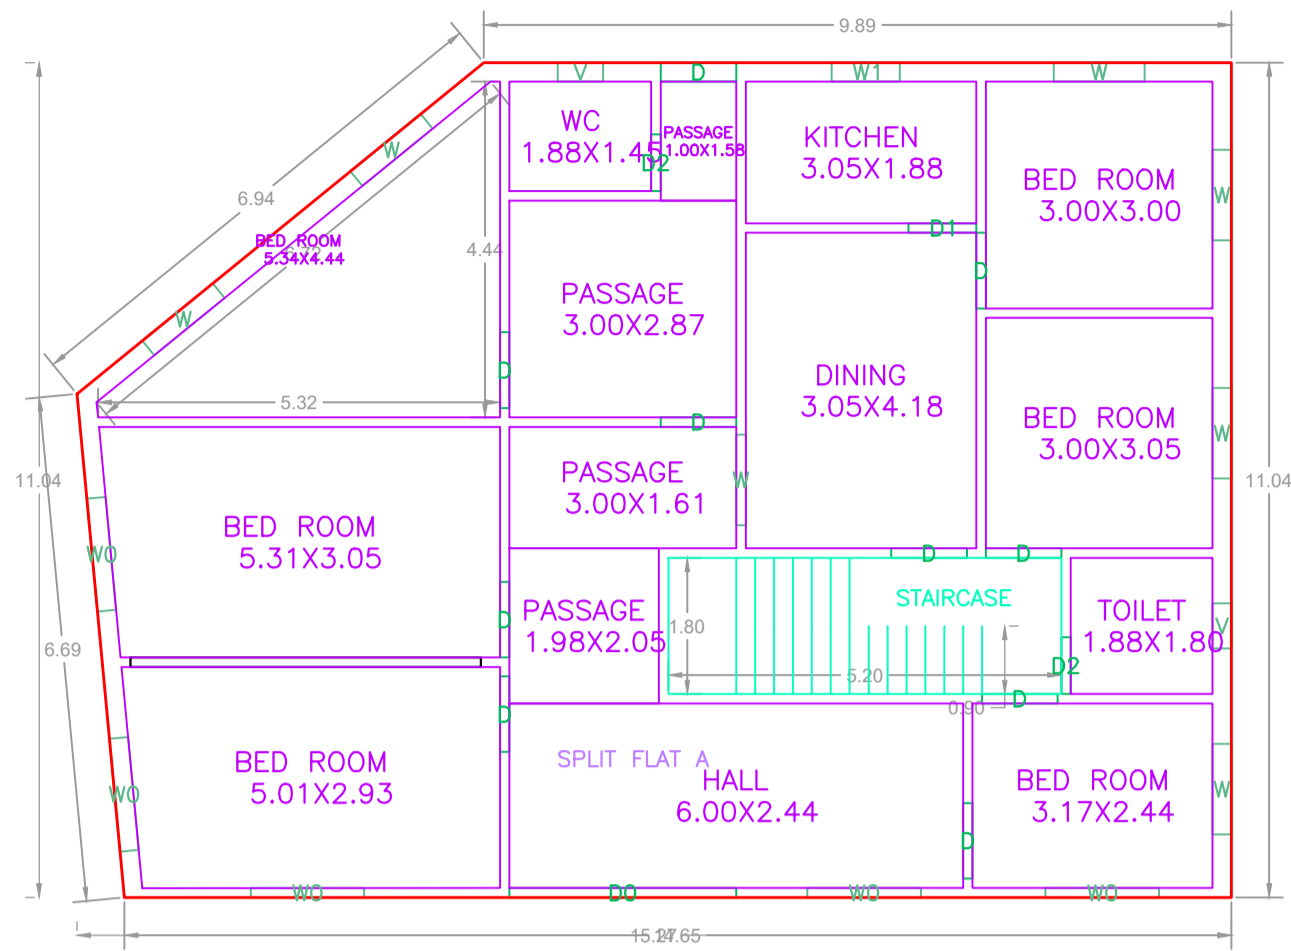 9.89
V
D
W1
W
WC
1.88X1.45
D2
PASSAGE
1.00X1.58
KITCHEN
3.05X1.88
D1
BED ROOM
3.00X3.00
W
W
6.94
BED ROOM
5.34X4.44
4.44
W
D
PASSAGE
3.00X2.87
D
DINING
3.05X4.18
D
5.32
D
BED ROOM
3.00X3.05
W
11.04
11.04
PASSAGE
3.00X1.61
W
BED ROOM
5.31X3.05
W0
D
D
STAIRCASE
1.80
5.20
0.90
PASSAGE
1.98X2.05
D
TOILET
1.88X1.80
V
D2
D
6.69
D
BED ROOM
5.01X2.93
W0
SPLIT FLAT A
HALL
6.00X2.44
D
BED ROOM
3.17X2.44
W
WO
D0
WO
WO